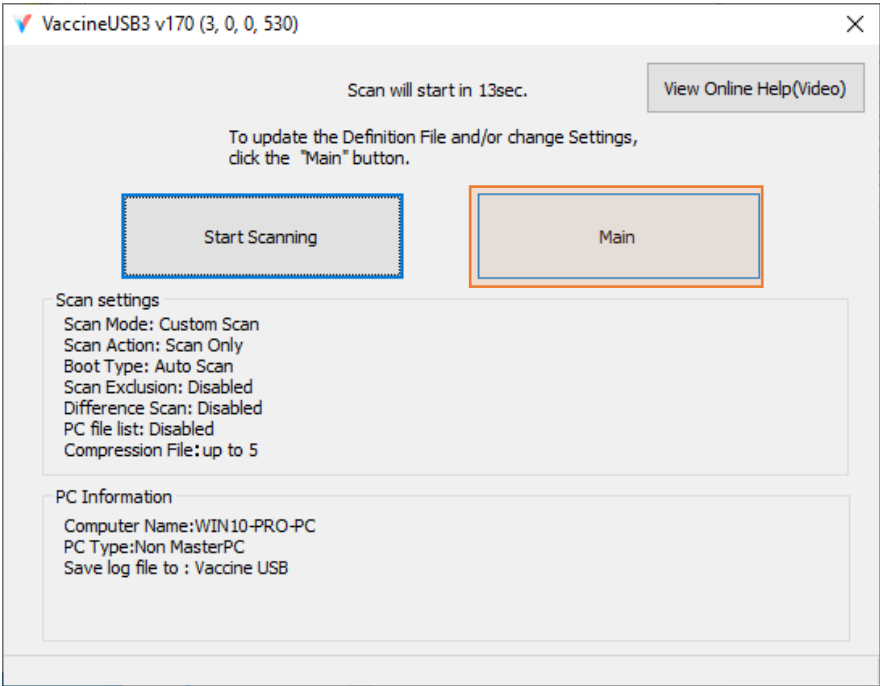 VaccineUSB3 v170 (3, 0, 0, 530)
Scan will start in 13sec.
View Online Help(Video)
To update the Definition File and/or change Settings,
click the "Main" button.
Start Scanning
Main
Scan settings
Scan Mode: Custom Scan
Scan Action: Scan Only
Boot Type: Auto Scan
Scan Exclusion: Disabled
Difference Scan: Disabled
PC file list: Disabled
Compression File:up to 5
PC Information
Computer Name:WIN10-PRO-PC
PC Type:Non MasterPC
Save log file to : Vaccine USB